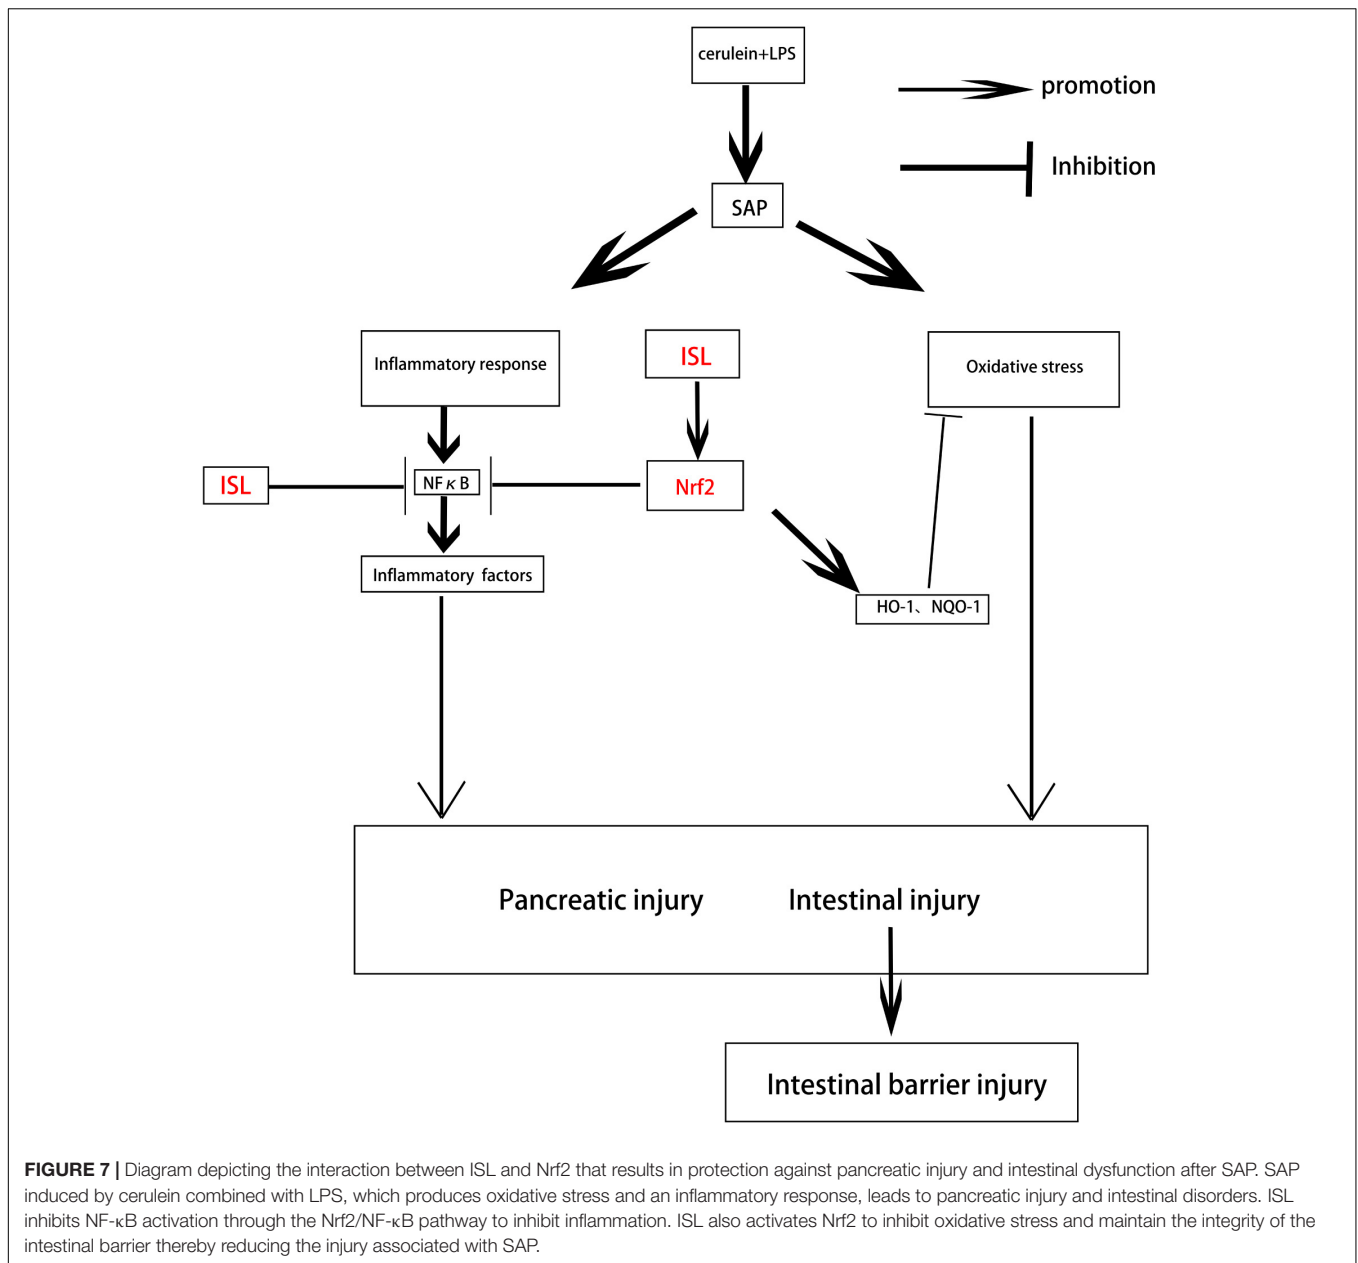 cerulein+LPS
promotion
Inhibition
SAP
Inflammatory response
ISL
Oxidative stress
ISL
NF κ B
Nrf2
Inflammatory factors
HO-1、NQO-1
Pancreatic injury
Intestinal injury
Intestinal barrier injury
FIGURE 7 | Diagram depicting the interaction between ISL and Nrf2 that results in protection against pancreatic injury and intestinal dysfunction after SAP. SAP
induced by cerulein combined with LPS, which produces oxidative stress and an inflammatory response, leads to pancreatic injury and intestinal disorders. ISL
inhibits NF-κB activation through the Nrf2/NF-κB pathway to inhibit inflammation. ISL also activates Nrf2 to inhibit oxidative stress and maintain the integrity of the
intestinal barrier thereby reducing the injury associated with SAP.